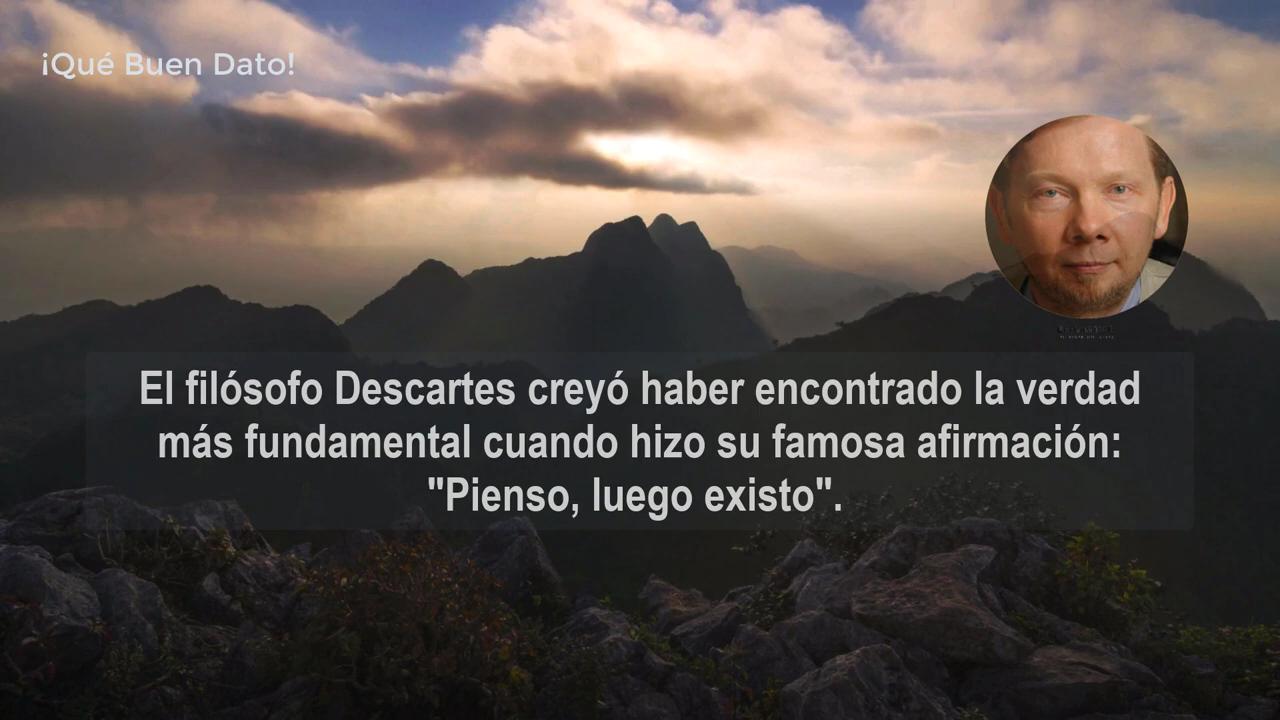 ¡Qué Buen Dato!
El filósofo Descartes creyó haber encontrado la verdad
más fundamental cuando hizo su famosa afirmación:
"Pienso, luego existo".